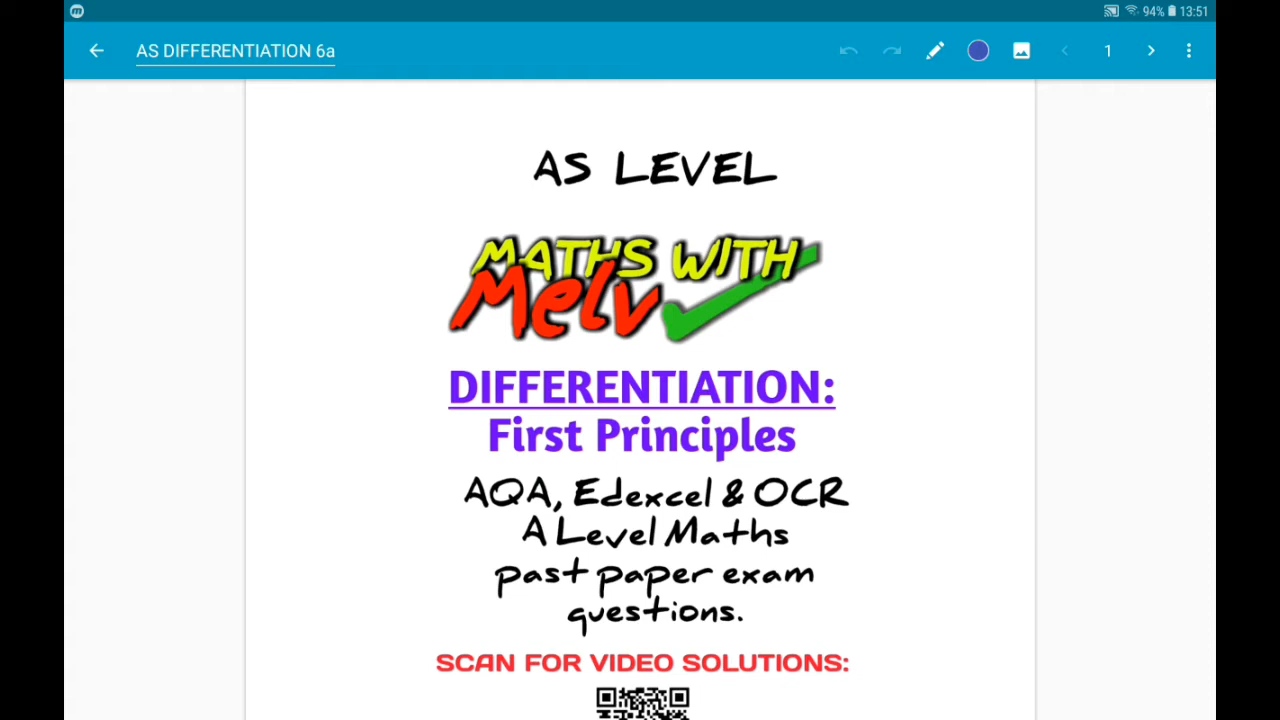 m 94% 13:51
AS DIFFERENTIATION 6a 1
AS LEVEL
MATHS WITH
Melv
DIFFERENTIATION:
First Principles
AQA, Edexcel & OCR
A Level Maths
past paper exam
questions.
SCAN FOR VIDEO SOLUTIONS: